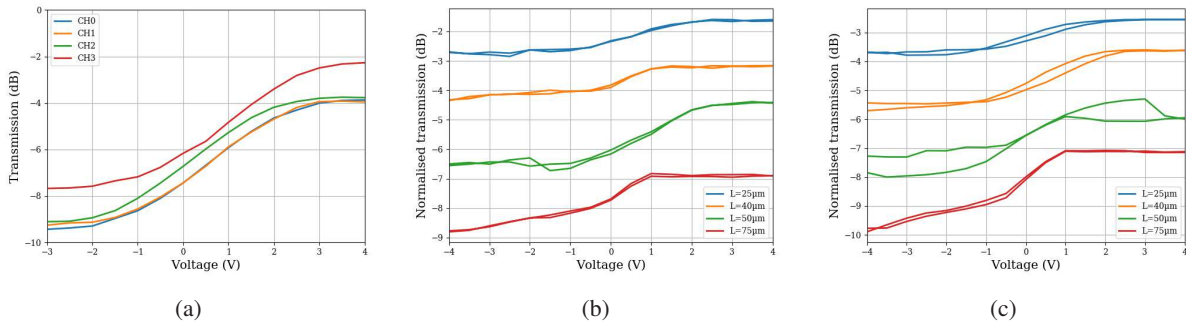 0
−2
−4
−6
−8
−10
Transmission (dB)
CH0
CH1
CH2
CH3
−3 −2 −1 0 1 2 3 4
Voltage (V)
(a)
−2
−3
−4
−5
−6
−7
−8
−9
Normalised transmission (dB)
L=25µm
L=40µm
L=50µm
L=75µm
−4 −3 −2 −1 0 1 2 3 4
Voltage (V)
(b)
−3
−4
−5
−6
−7
−8
−9
−10
Normalised transmission (dB)
L=25µm
L=40µm
L=50µm
L=75µm
−4 −3 −2 −1 0 1 2 3 4
Voltage (V)
(c)